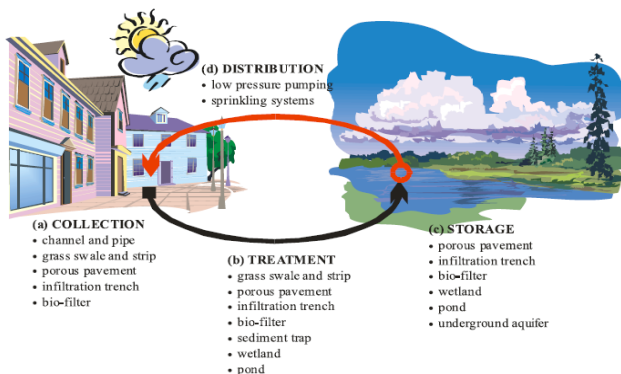 (d) DISTRIBUTION
• low pressure pumping
• sprinkling systems
(a) COLLECTION
• channel and pipe
• grass swale and strip
• porous pavement
• infiltration trench
• bio-filter
(b) TREATMENT
• grass swale and strip
• porous pavement
• infiltration trench
• bio-filter
• sediment trap
• wetland
• pond
(c) STORAGE
• porous pavement
• infiltration trench
• bio-filter
• wetland
• pond
• underground aquifer